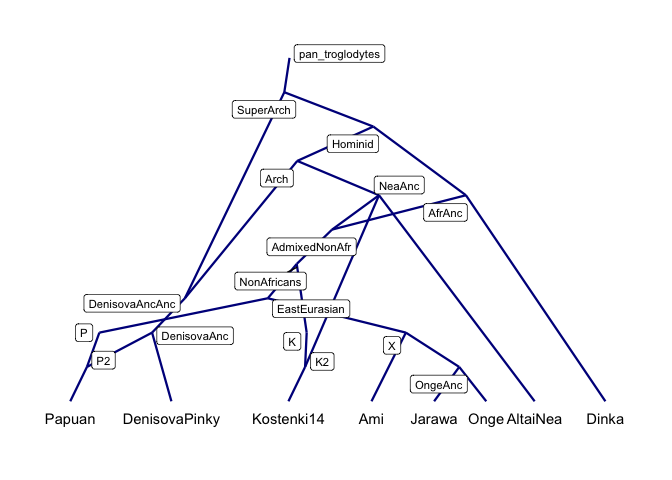 pan_troglodytes
SuperArch
Hominid
Arch
NeaAnc
AfrAnc
AdmixedNonAfr
NonAfricans
DenisovaAncAnc
EastEurasian
P
DenisovaAnc
K
X
P2
K2
OngeAnc
Papuan DenisovaPinky Kostenki14 Ami Jarawa Onge AltaiNea Dinka